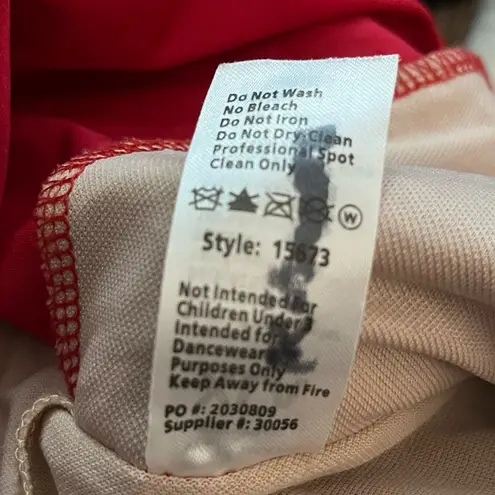 Do Not Wash
No Bleach
Do Not Iron
Do Not Dry-Clean
Professional Spot
Clean Only
W
Style: 15673
Not Intended For
Children Under 3
Intended for
Dancewear
Purposes Only
Keep Away from Fire
PO #: 2030809
Supplier #: 30056